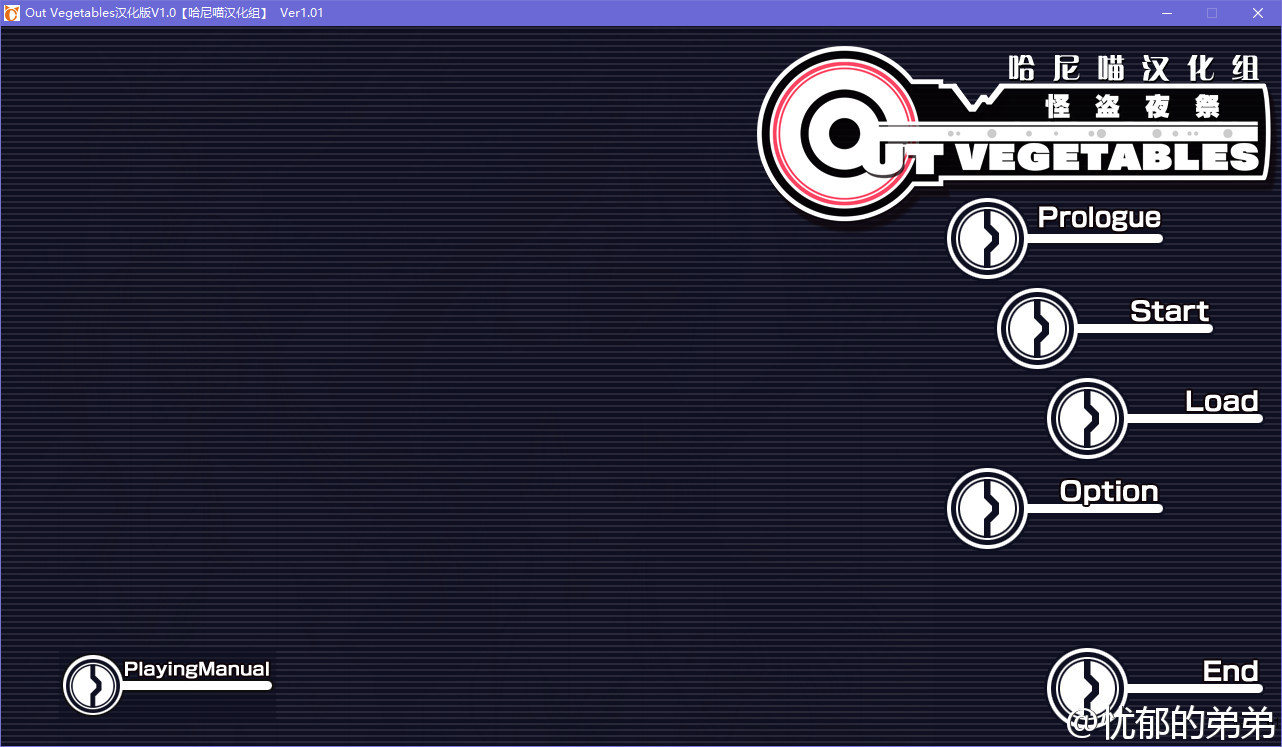 Out Vegetables汉化版V1.0【哈尼喵汉化组】 Ver1.01
哈尼喵汉化组
怪盗夜祭
OUT VEGETABLES
Prologue
Start
Load
Option
PlayingManual
End
@忧郁的弟弟